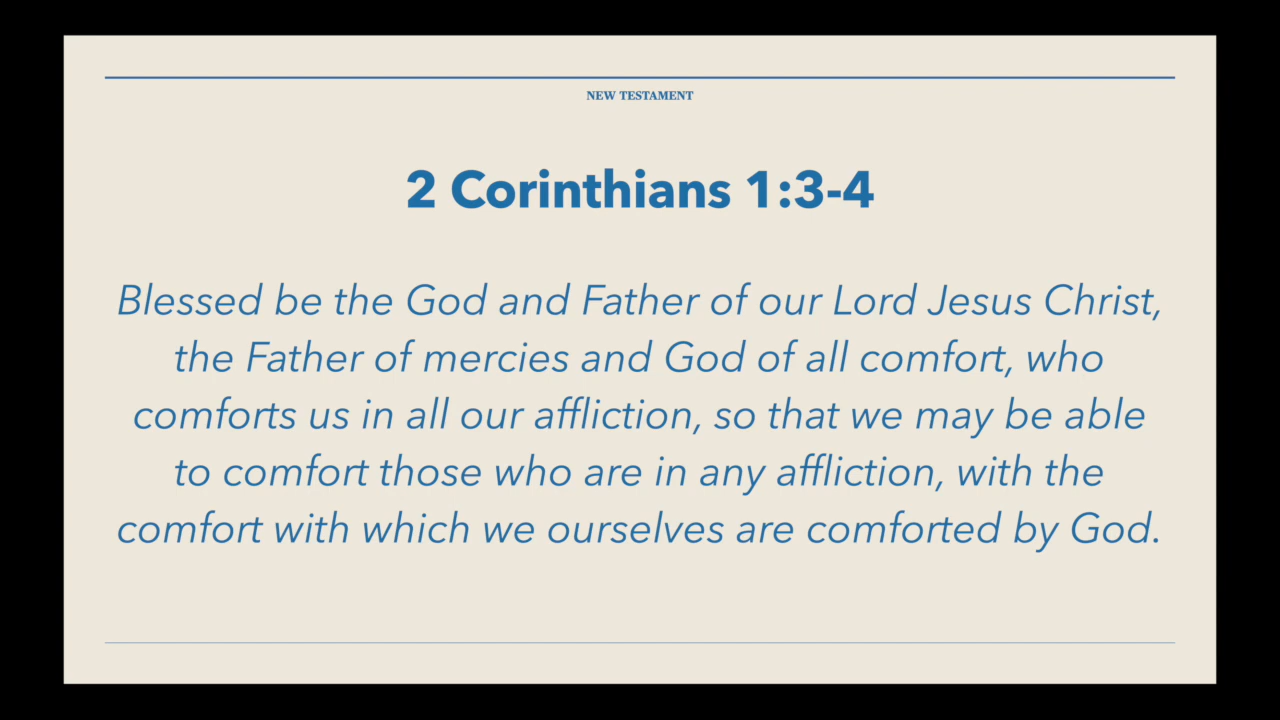 NEW TESTAMENT
2 Corinthians 1:3-4
Blessed be the God and Father of our Lord Jesus Christ,
the Father of mercies and God of all comfort, who
comforts us in all our affliction, so that we may be able
to comfort those who are in any affliction, with the
comfort with which we ourselves are comforted by God.